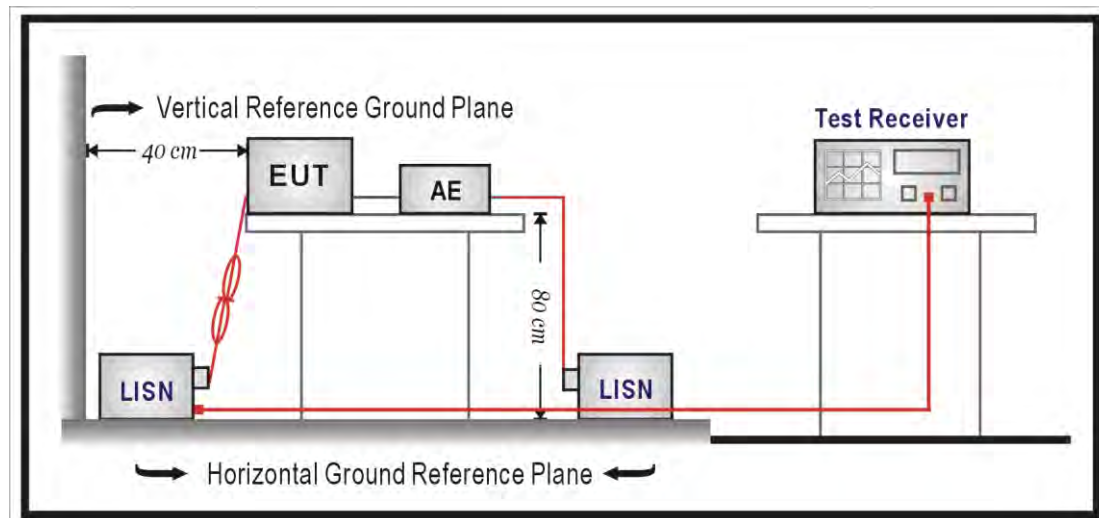 Vertical Reference Ground Plane
Test Receiver
40 cm
EUT
AE
80 cm
LISN
LISN
Horizontal Ground Reference Plane